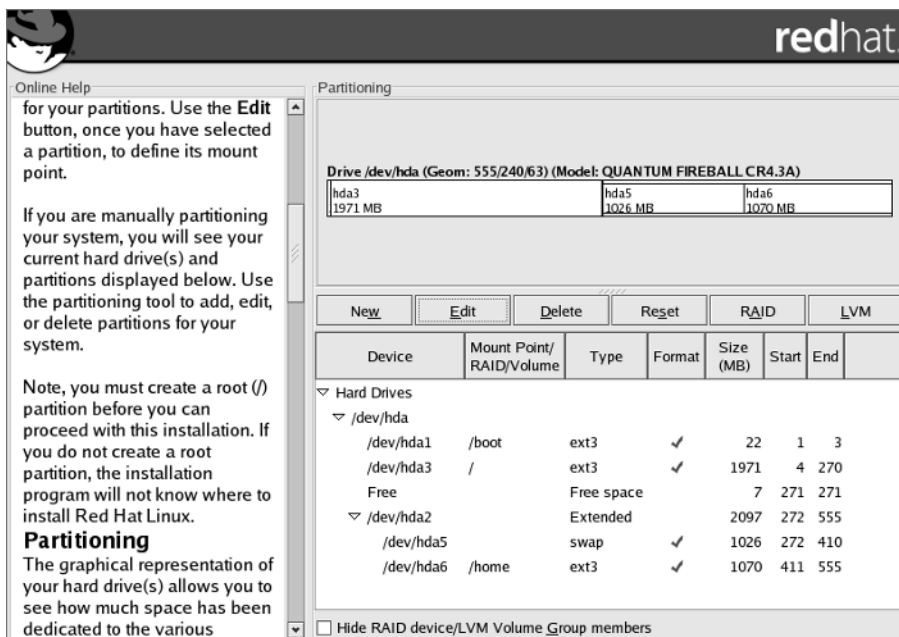 redhat.
Online Help
for your partitions. Use the Edit
button, once you have selected
a partition, to define its mount
point.
If you are manually partitioning
your system, you will see your
current hard drive(s) and
partitions displayed below. Use
the partitioning tool to add, edit,
or delete partitions for your
system.
Note, you must create a root (/)
partition before you can
proceed with this installation. If
you do not create a root
partition, the installation
program will not know where to
install Red Hat Linux.
Partitioning
The graphical representation of
your hard drive(s) allows you to
see how much space has been
dedicated to the various
Partitioning
Drive /dev/hda (Geom: 555/240/63) (Model: QUANTUM FIREBALL CR4.3A)
hda3 hda5 hda6
1971 MB 1026 MB 1070 MB
New Edit Delete Reset RAID LVM
Device Mount Point/ RAID/Volume Type Format Size (MB) Start End
Hard Drives
/dev/hda
/dev/hda1 /boot ext3 ✓ 22 1 3
/dev/hda3 / ext3 ✓ 1971 4 270
Free Free space 7 271 271
/dev/hda2 Extended 2097 272 555
/dev/hda5 swap ✓ 1026 272 410
/dev/hda6 /home ext3 ✓ 1070 411 555
Hide RAID device/LVM Volume Group members